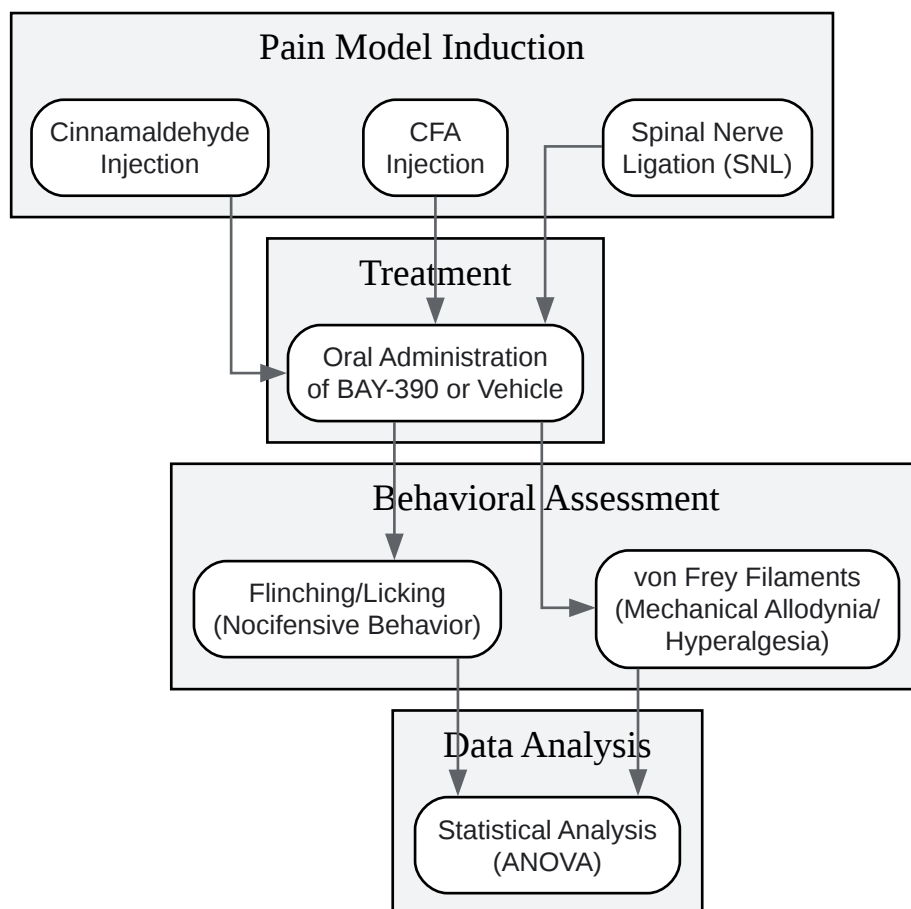 Pain Model Induction
Cinnamaldehyde
Injection
CFA
Injection
Spinal Nerve
Ligation (SNL)
Treatment
Oral Administration
of BAY-390 or Vehicle
Behavioral Assessment
Flinching/Licking
(Nocifensive Behavior)
von Frey Filaments
(Mechanical Allodynia/
Hyperalgesia)
Data Analysis
Statistical Analysis
(ANOVA)